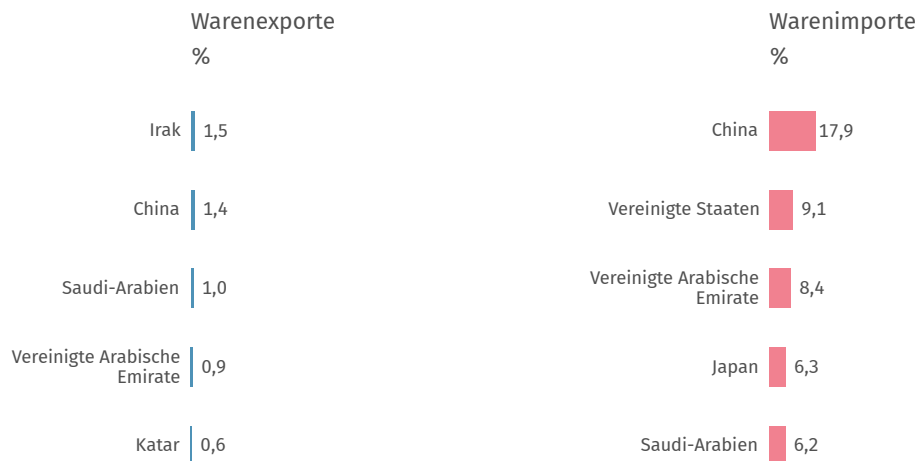 Warenexporte
%
Irak 1,5
China 1,4
Saudi-Arabien 1,0
Vereinigte Arabische
Emirate 0,9
Katar 0,6
Warenimporte
%
China 17,9
Vereinigte Staaten 9,1
Vereinigte Arabische
Emirate 8,4
Japan 6,3
Saudi-Arabien 6,2